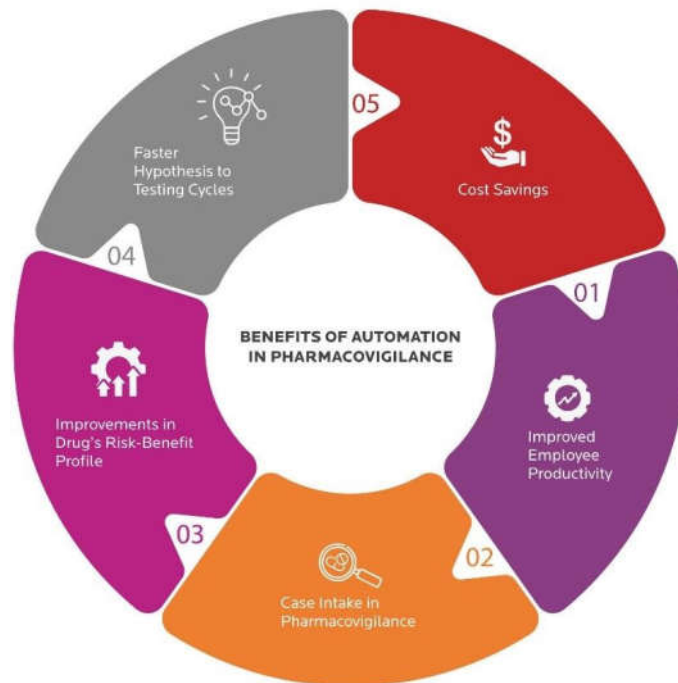 BENEFITS OF AUTOMATION
IN PHARMACOVIGILANCE
01
Improved
Employee
Productivity
02
Case Intake in
Pharmacovigilance
03
Improvements in
Drug's Risk-Benefit
Profile
04
Faster
Hypothesis to
Testing Cycles
05
$
Cost Savings